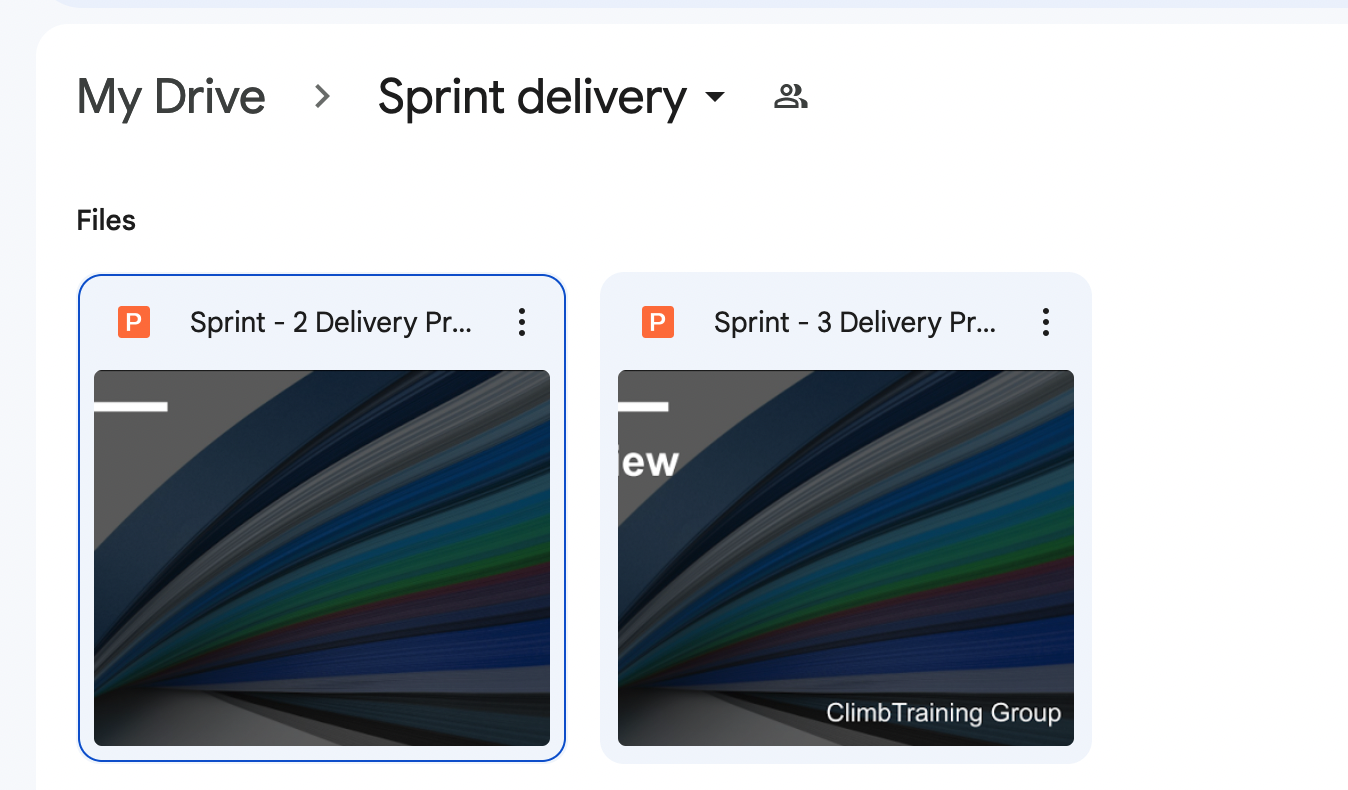 My Drive > Sprint delivery
Files
P Sprint - 2 Delivery Pr...
P Sprint - 3 Delivery Pr...
iew
ClimbTraining Group